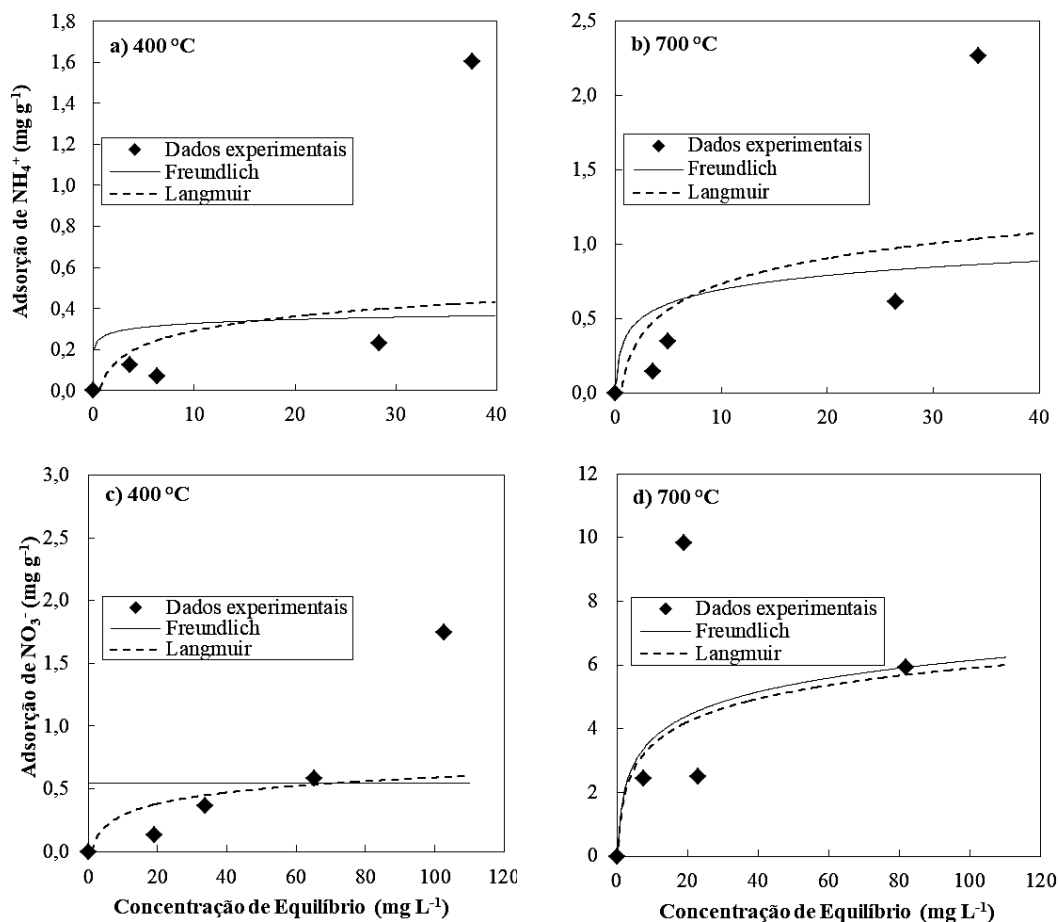 a) 400 °C
1,8
1,6
1,4
1,2
1,0
0,8
0,6
0,4
0,2
0,0
Adsorção de NH₄⁺ (mg g⁻¹)
Dados experimentais
Freundlich
Langmuir
0 10 20 30 40
b) 700 °C
2,5
2,0
1,5
1,0
0,5
0,0
Dados experimentais
Freundlich
Langmuir
0 10 20 30 40
c) 400 °C
3,0
2,5
2,0
1,5
1,0
0,5
0,0
Adsorção de NO₃⁻ (mg g⁻¹)
Dados experimentais
Freundlich
Langmuir
0 20 40 60 80 100 120
Concentração de Equilíbrio (mg L⁻¹)
d) 700 °C
12
10
8
6
4
2
0
Dados experimentais
Freundlich
Langmuir
0 20 40 60 80 100 120
Concentração de Equilíbrio (mg L⁻¹)